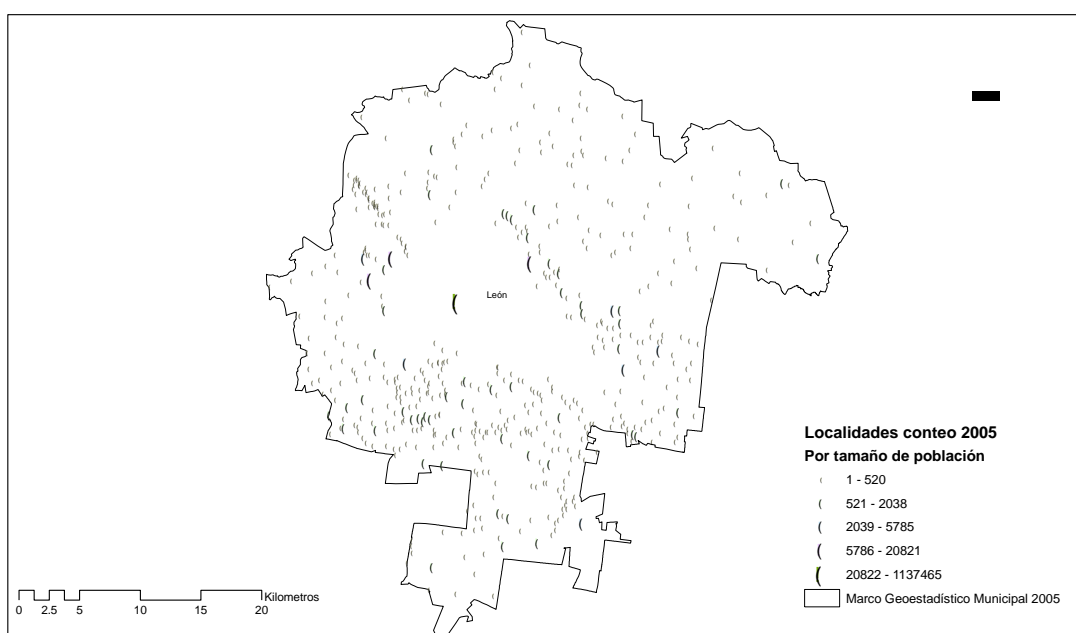 León
Localidades conteo 2005
Por tamaño de población
1 - 520
521 - 2038
2039 - 5785
5786 - 20821
20822 - 1137465
Marco Geoestadístico Municipal 2005
Kilometros
0 2.5 5 10 15 20